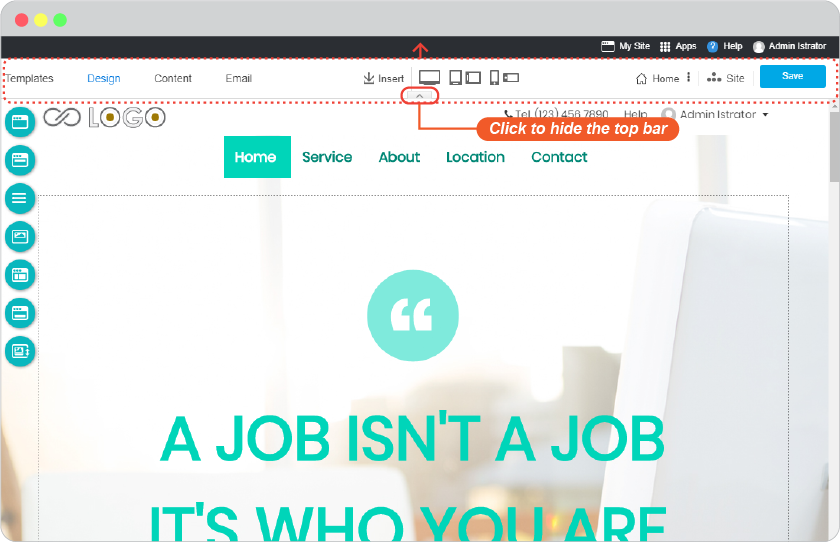 My Site Apps ? Help Admin Istrator
Templates Design Content Email Insert Home Site Save
LOGO Tel (123) 456 7890 Help Admin Istrator
Click to hide the top bar
Home Service About Location Contact
“
A JOB ISN'T A JOB
IT'S WHO YOU ARE